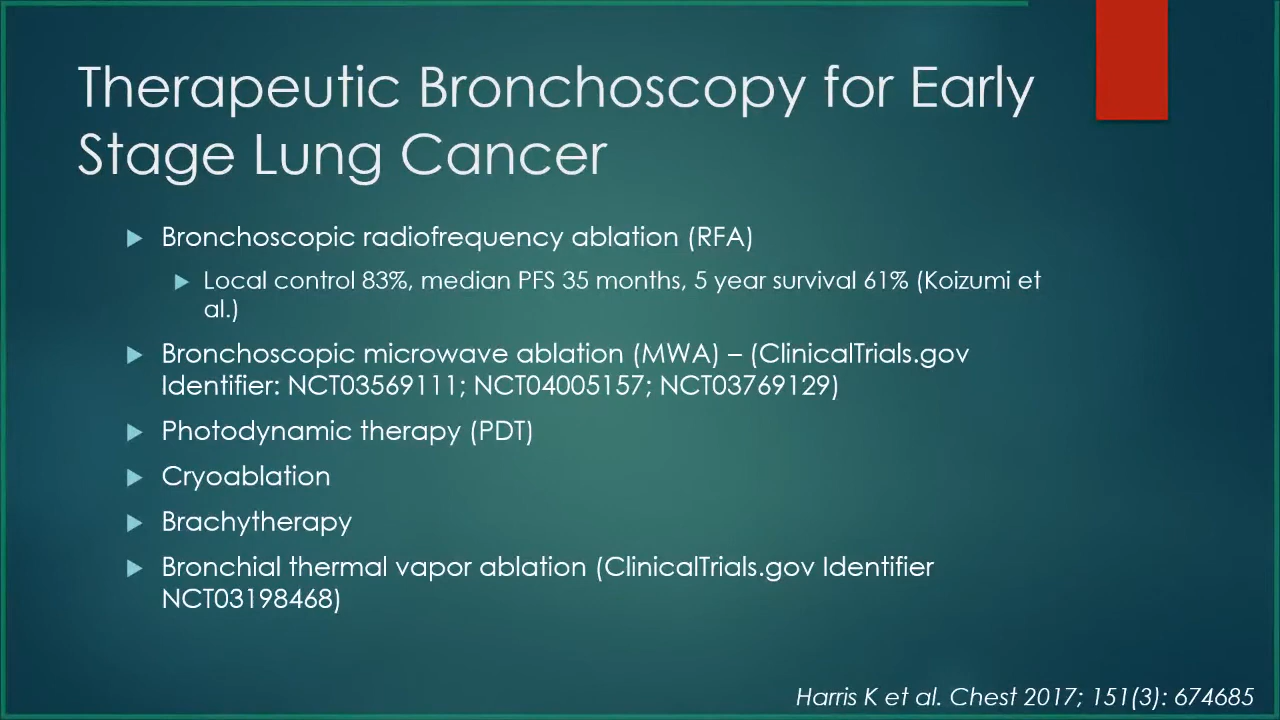 Therapeutic Bronchoscopy for Early
Stage Lung Cancer
Bronchoscopic radiofrequency ablation (RFA)
Local control 83%, median PFS 35 months, 5 year survival 61% (Koizumi et
al.)
Bronchoscopic microwave ablation (MWA) – (ClinicalTrials.gov
Identifier: NCT03569111; NCT04005157; NCT03769129)
Photodynamic therapy (PDT)
Cryoablation
Brachytherapy
Bronchial thermal vapor ablation (ClinicalTrials.gov Identifier
NCT03198468)
Harris K et al. Chest 2017; 151(3): 674685